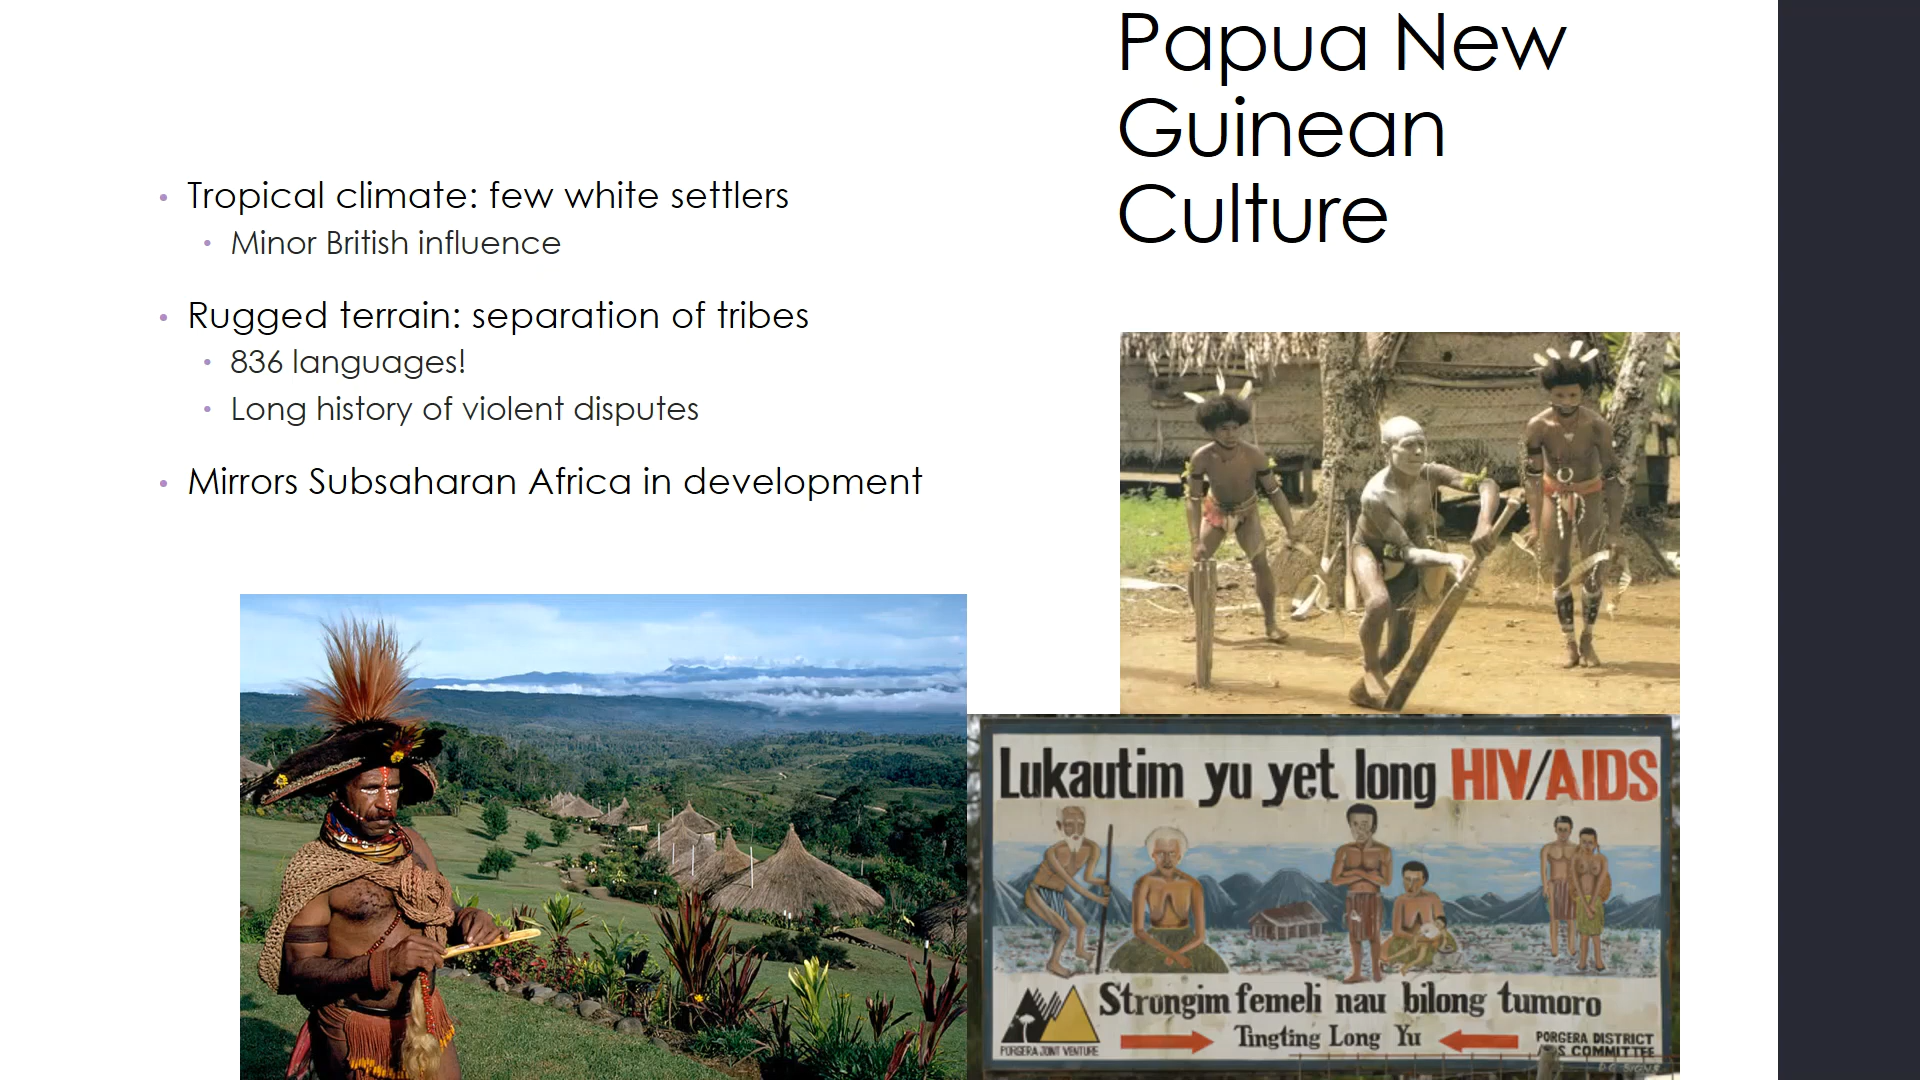 Papua New
Guinean
Culture
Tropical climate: few white settlers
Minor British influence
Rugged terrain: separation of tribes
836 languages!
Long history of violent disputes
Mirrors Subsaharan Africa in development
Lukautim yu yet long HIV/AIDS
Strongim femeli nau bilong tumoro
Tingting Long Yu
PORGERA JOINT VENTURE
PORGERA DISTRICT
COMMITTEE